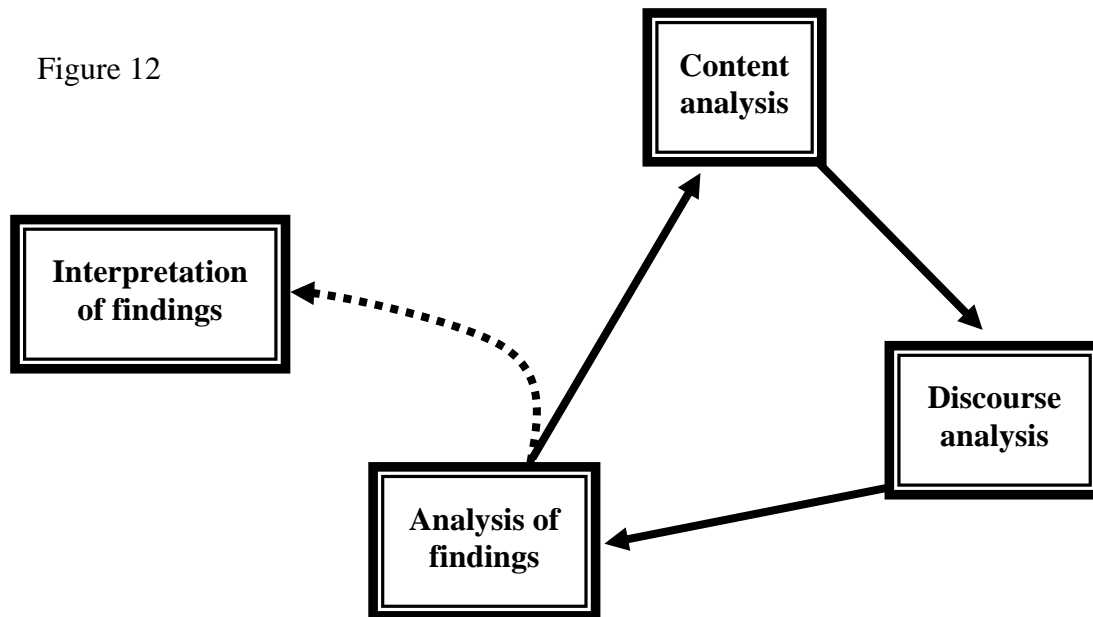 Figure 12
Content
analysis
Interpretation
of findings
Discourse
analysis
Analysis of
findings